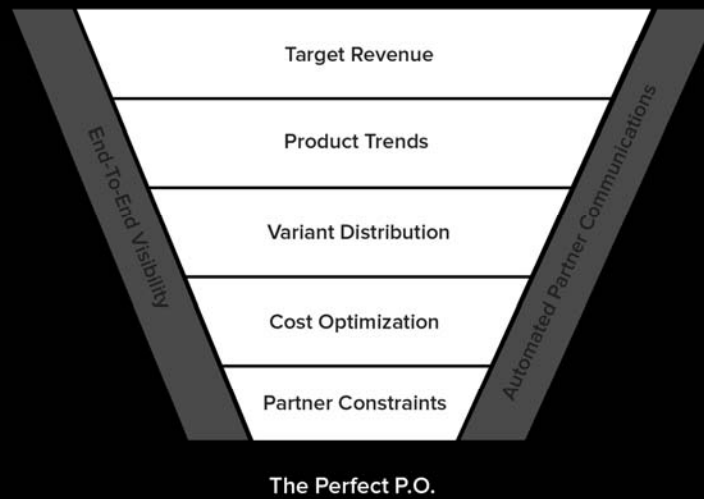 Target Revenue
Product Trends
Variant Distribution
Cost Optimization
Partner Constraints
End-To-End Visibility
Automated Partner Communications
The Perfect P.O.